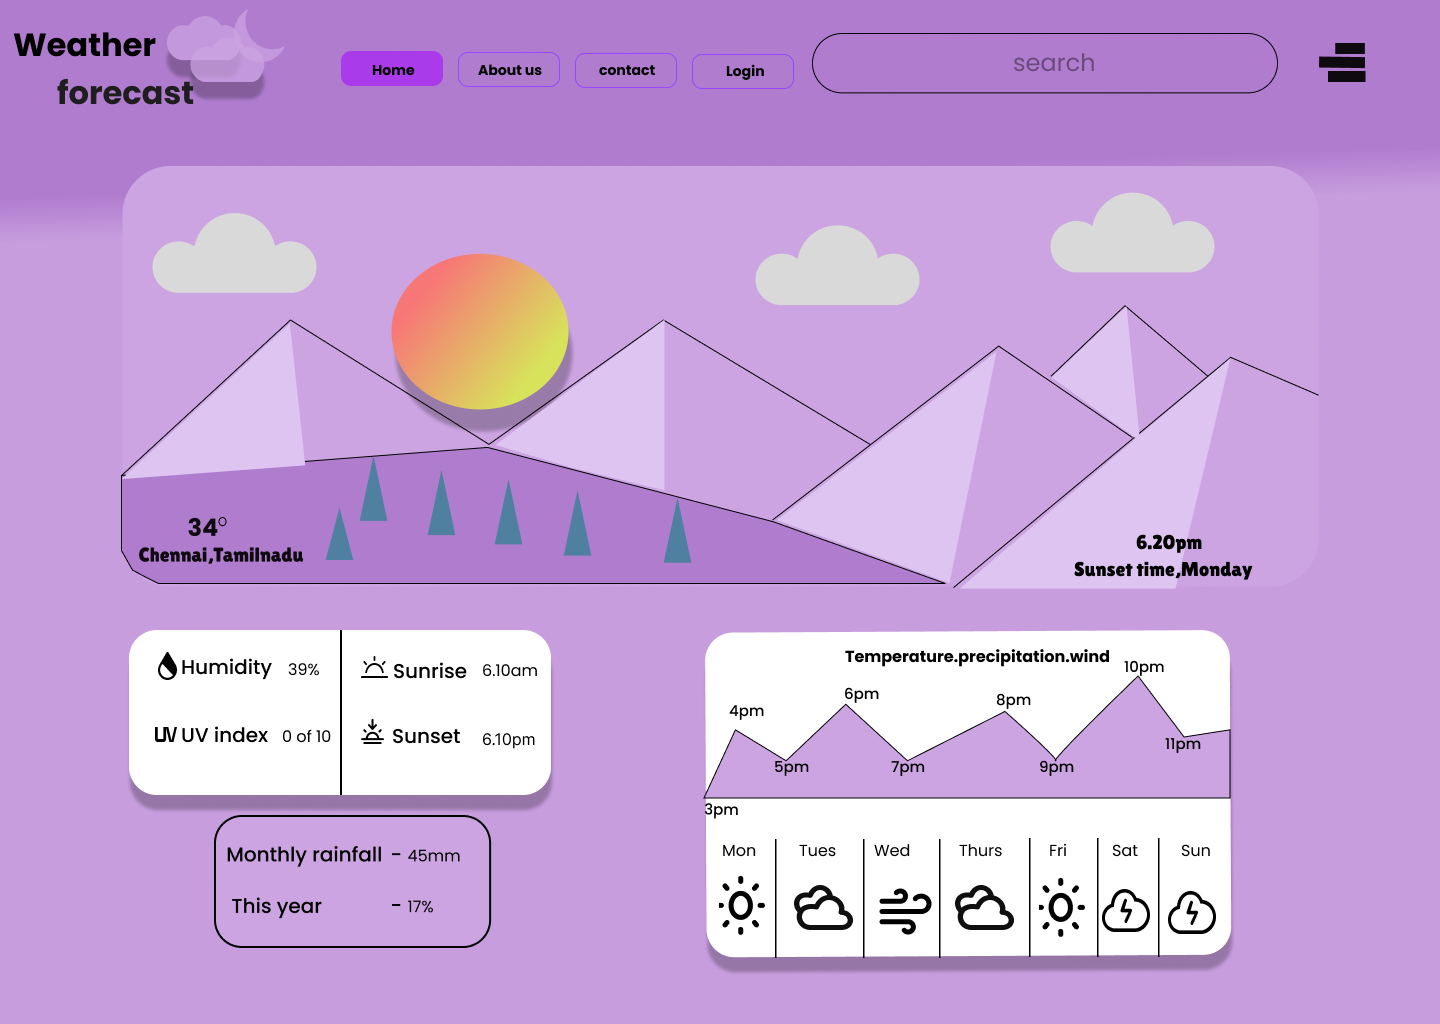 Weather
forecast
Home
About us
contact
Login
search
34°
Chennai,Tamilnadu
6.20pm
Sunset time,Monday
Humidity 39%
Sunrise 6.10am
UV UV index 0 of 10
Sunset 6.10pm
Monthly rainfall - 45mm
This year - 17%
Temperature.precipitation.wind
10pm
6pm
8pm
4pm
11pm
5pm
7pm
9pm
3pm
Mon Tues Wed Thurs Fri Sat Sun